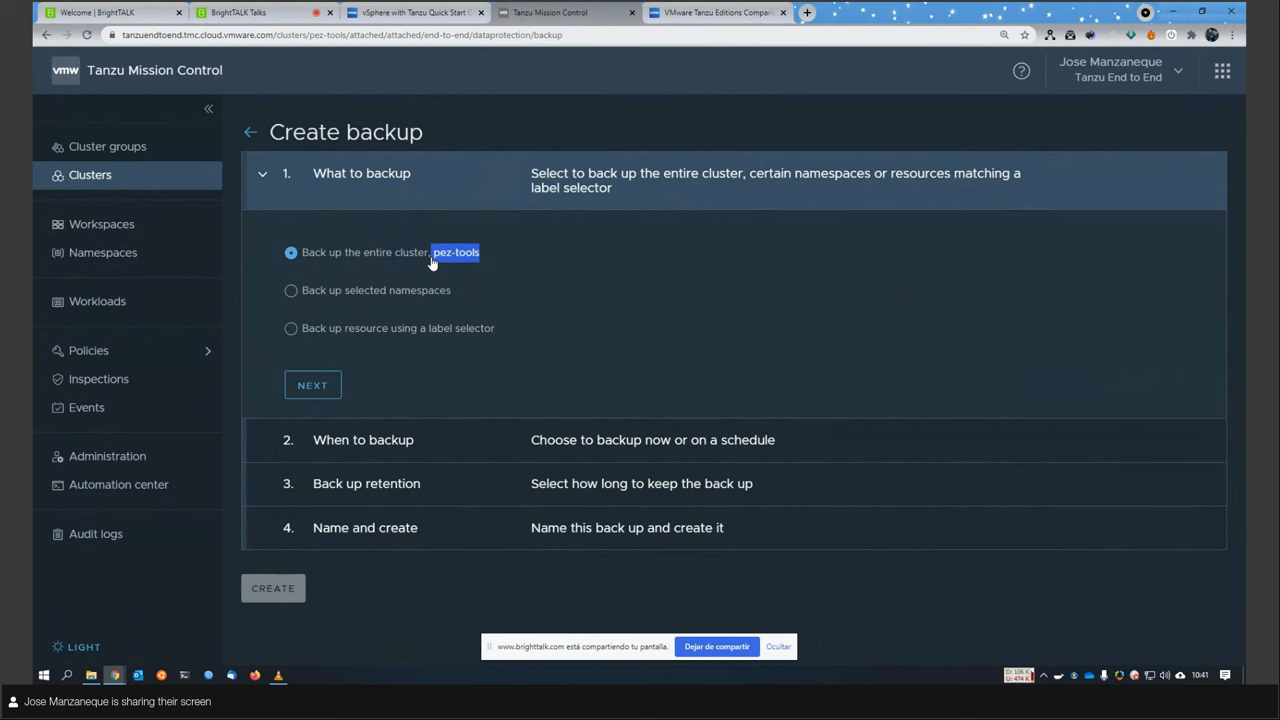 Welcome | BrightTALK
BrightTALK Talks
vSphere with Tanzu Quick Start G
Tanzu Mission Control
VMware Tanzu Editions Compari
tanzuendtoend.tmc.cloud.vmware.com/clusters/pez-tools/attached/attached/end-to-end/dataprotection/backup
vmw Tanzu Mission Control
Jose Manzaneque
Tanzu End to End
Cluster groups
Clusters
Workspaces
Namespaces
Workloads
Policies
Inspections
Events
Administration
Automation center
Audit logs
LIGHT
Create backup
1. What to backup
Select to back up the entire cluster, certain namespaces or resources matching a
label selector
Back up the entire cluster, pez-tools
Back up selected namespaces
Back up resource using a label selector
NEXT
2. When to backup Choose to backup now or on a schedule
3. Back up retention Select how long to keep the back up
4. Name and create Name this back up and create it
CREATE
www.brighttalk.com está compartiendo tu pantalla. Dejar de compartir Ocultar
D: 106 K
U: 474 K
10:41
Jose Manzaneque is sharing their screen